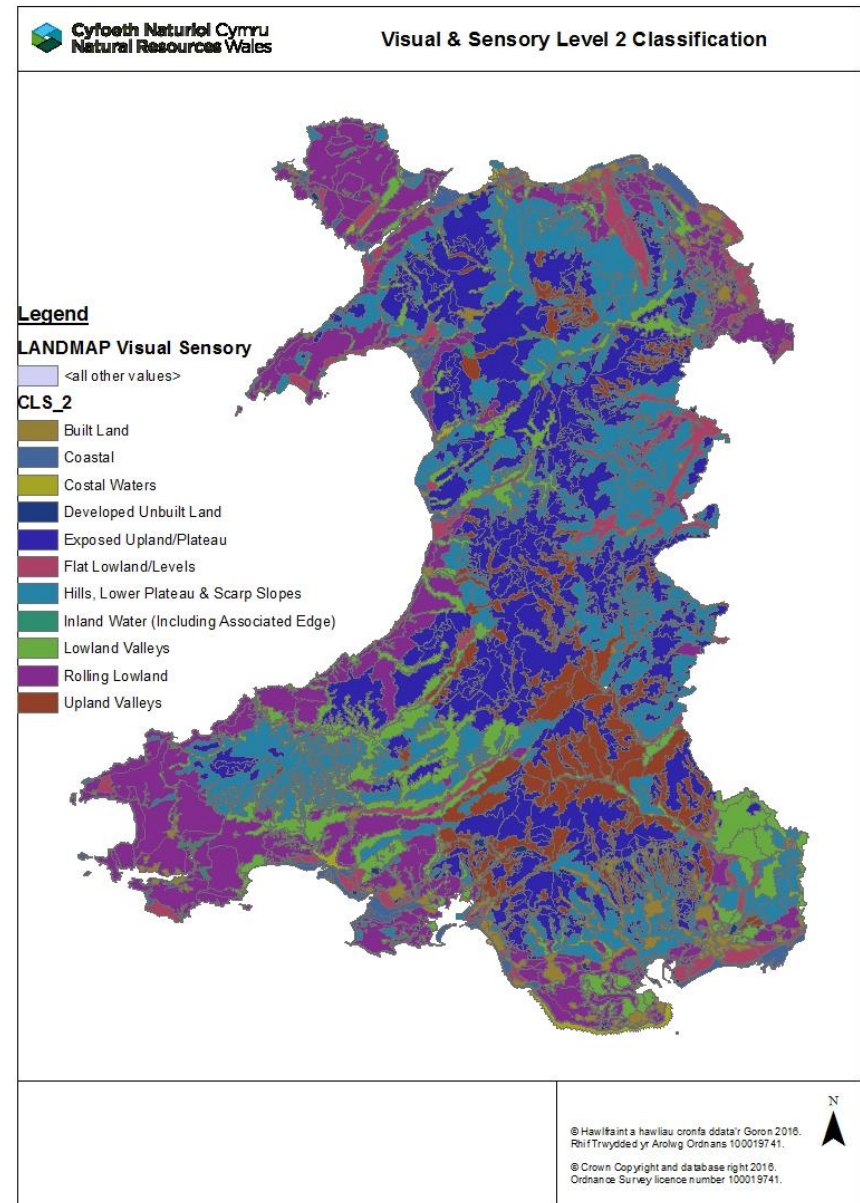 Cyfoeth Naturiol Cymru
Natural Resources Wales
Visual & Sensory Level 2 Classification
Legend
LANDMAP Visual Sensory
<all other values>
CLS_2
Built Land
Coastal
Costal Waters
Developed Unbuilt Land
Exposed Upland/Plateau
Flat Lowland/Levels
Hills, Lower Plateau & Scarp Slopes
Inland Water (Including Associated Edge)
Lowland Valleys
Rolling Lowland
Upland Valleys
N
© Hawlfraint a hawliau cronfa ddata'r Goron 2016.
Rhif Trwydded yr Arolwg Ordnans 100019741.
© Crown Copyright and database right 2016.
Ordnance Survey licence number 100019741.